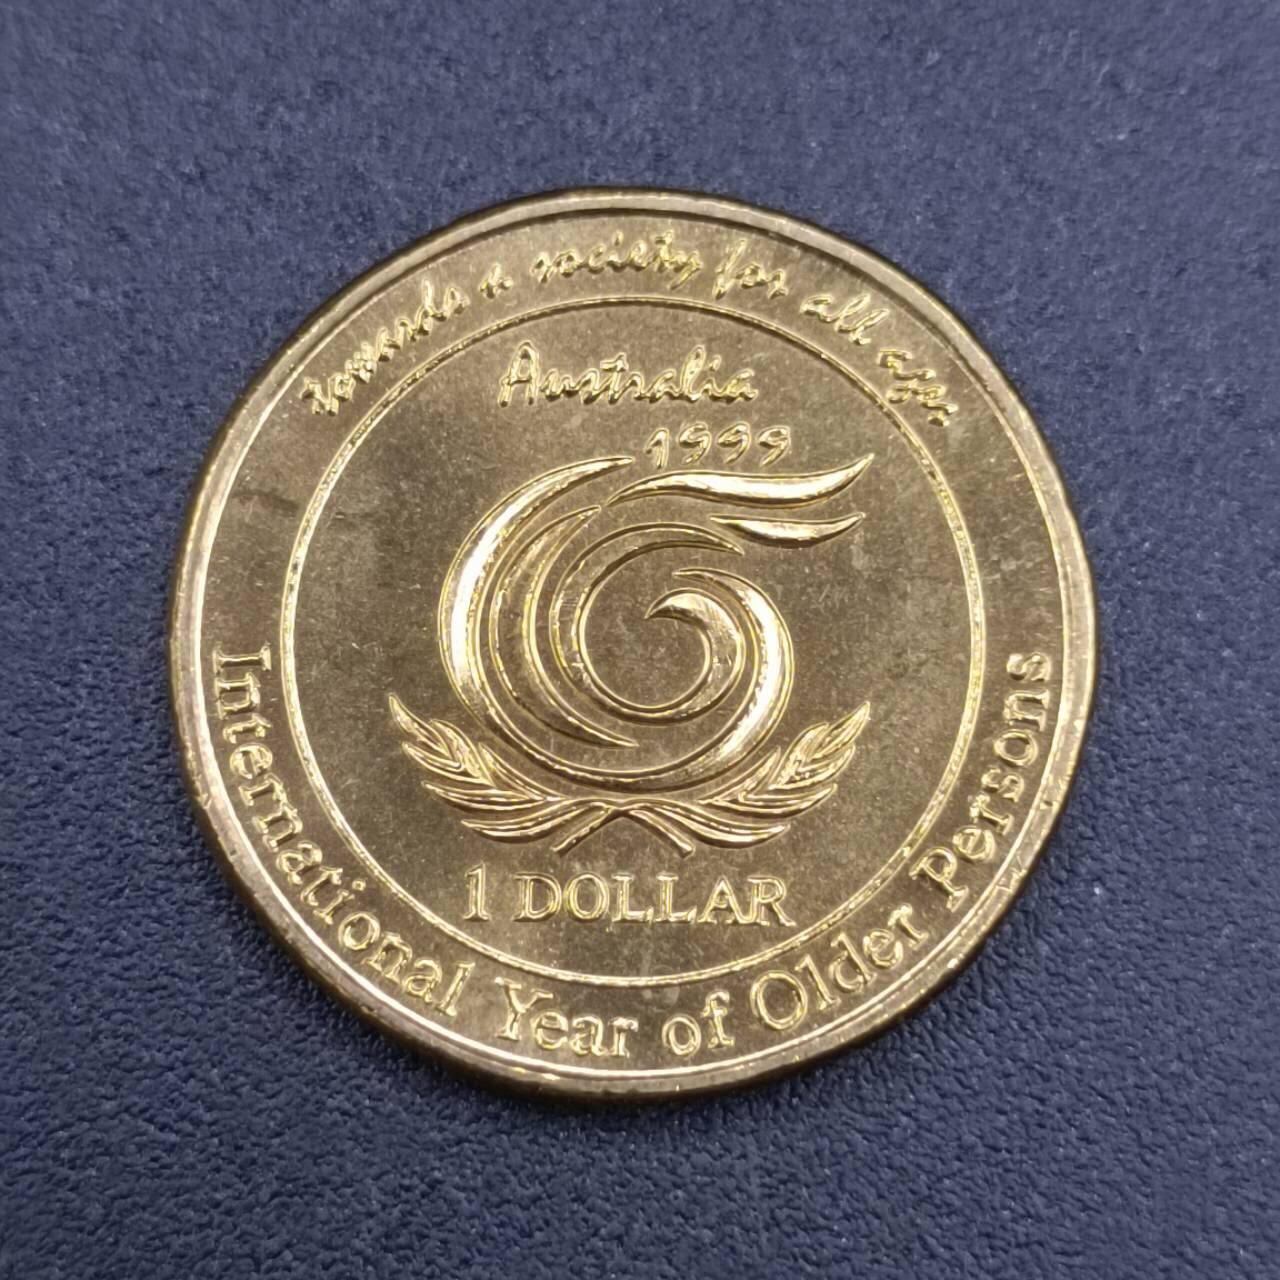 towards a society for all ages
Australia
1999
1 DOLLAR
International Year of Older Persons